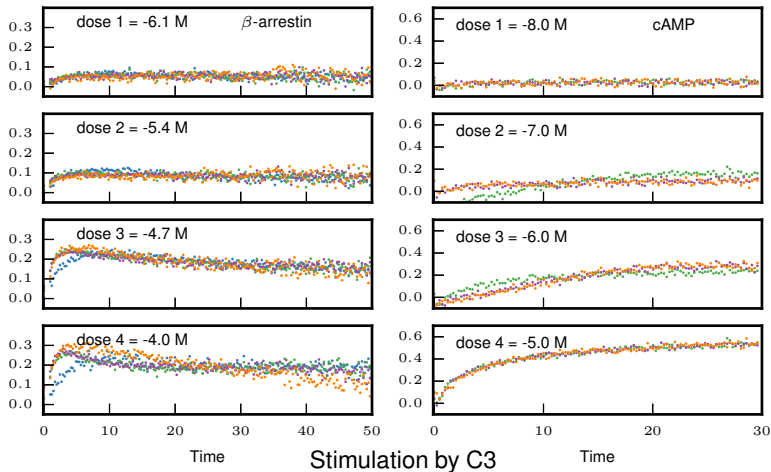 dose 1 = -6.1 M
β-arrestin
0.3
0.2
0.1
0.0
dose 2 = -5.4 M
0.3
0.2
0.1
0.0
dose 3 = -4.7 M
0.3
0.2
0.1
0.0
dose 4 = -4.0 M
0.3
0.2
0.1
0.0
0 10 20 30 40 50
Time
dose 1 = -8.0 M
cAMP
0.6
0.4
0.2
0.0
dose 2 = -7.0 M
0.6
0.4
0.2
0.0
dose 3 = -6.0 M
0.6
0.4
0.2
0.0
dose 4 = -5.0 M
0.6
0.4
0.2
0.0
0 10 20 30
Time
Stimulation by C3